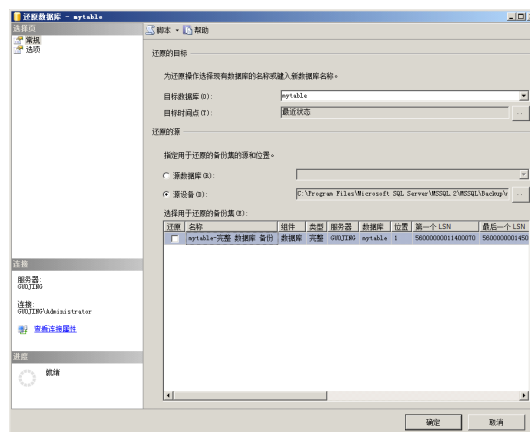 还原数据库 - mytable
选择页
常规
选项
脚本
帮助
还原的目标
为还原操作选择现有数据库的名称或键入新数据库名称。
目标数据库(O):
mytable
目标时间点(T):
最近状态
还原的源
指定用于还原的备份集的源和位置。
源数据库(R):
源设备(D):
C:\Program Files\Microsoft SQL Server\MSSQL.2\MSSQL\Backup\
选择用于还原的备份集(E):
还原 名称 组件 类型 服务器 数据库 位置 第一个 LSN 最后一个 LSN
mytable-完整 数据库 备份 数据库 完整 GUOJING mytable 1 56000000011400070 5600000001450
连接
服务器:
GUOJING
连接:
GUOJING\Administrator
查看连接属性
进度
就绪
确定
取消